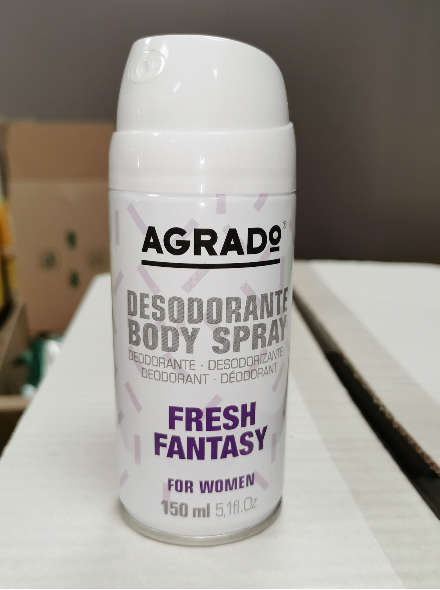 AGRADO®
DESODORANTE
BODY SPRAY
DEODORANTE · DESODORIZANTE
DEODORANT · DÉODORANT
FRESH
FANTASY
FOR WOMEN
150 ml 5,1fl.Oz.